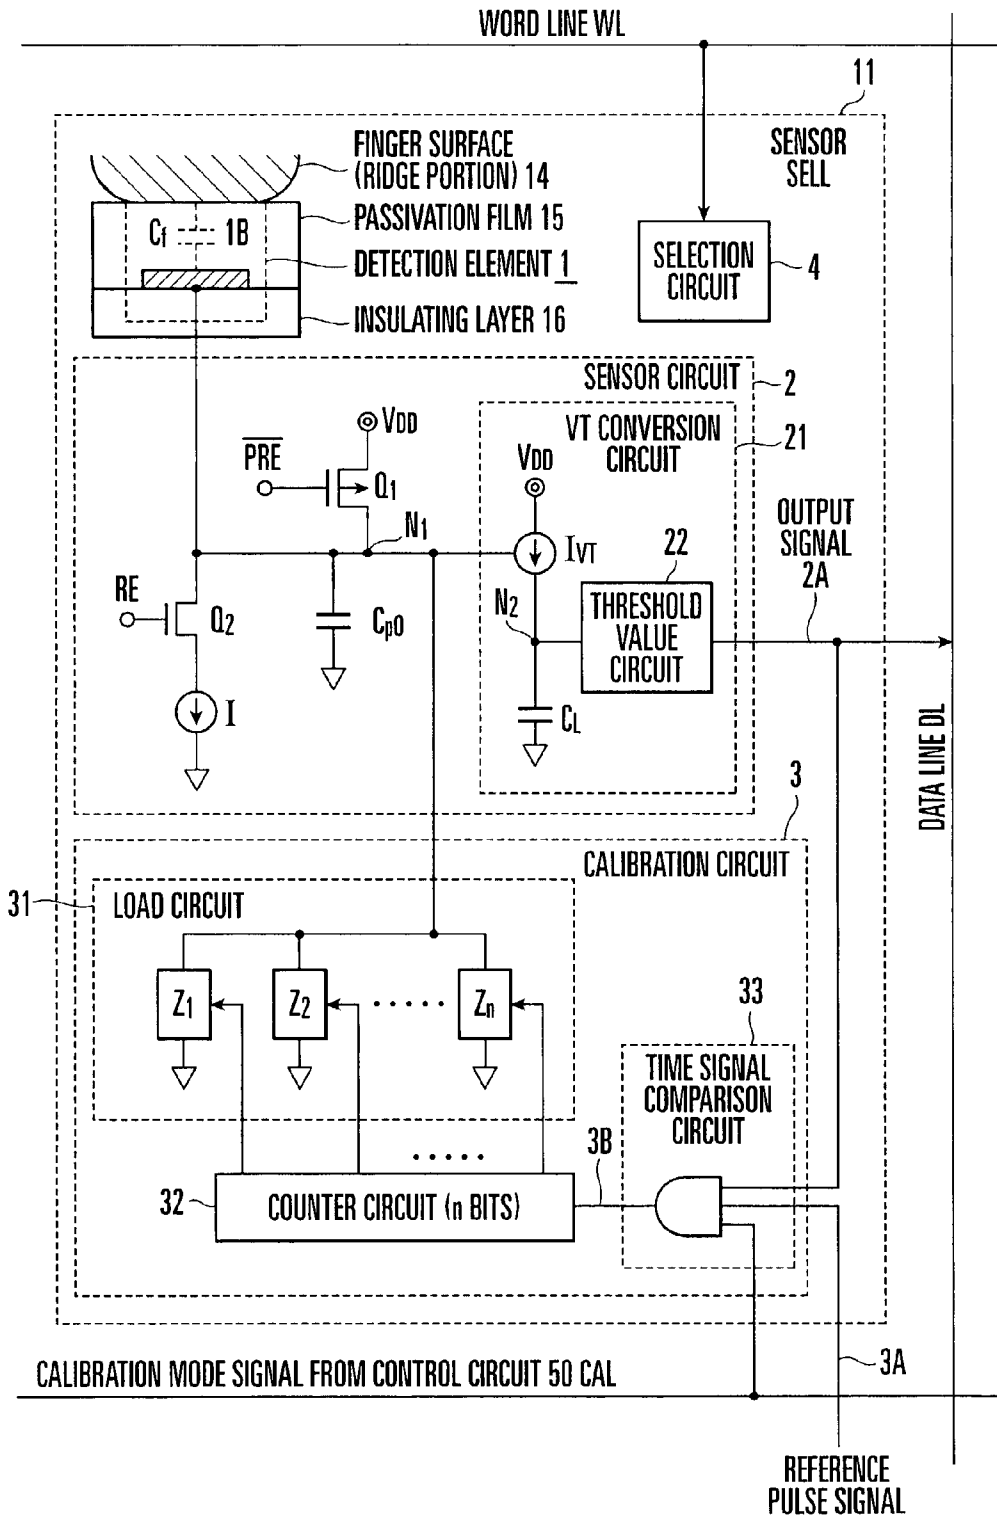 WORD LINE WL
11
SENSOR
SELL
FINGER SURFACE
(RIDGE PORTION) 14
PASSIVATION FILM 15
Cf
1B
DETECTION ELEMENT 1
INSULATING LAYER 16
SELECTION
CIRCUIT
4
SENSOR CIRCUIT
2
VT CONVERSION
CIRCUIT
21
VDD
PRE
Q1
N1
VDD
IVT
OUTPUT
SIGNAL
2A
22
RE
Q2
Cp0
N2
THRESHOLD
VALUE
CIRCUIT
I
CL
DATA LINE DL
3
CALIBRATION CIRCUIT
31
LOAD CIRCUIT
Z1
Z2
.....
Zn
33
TIME SIGNAL
COMPARISON
CIRCUIT
.....
3B
32
COUNTER CIRCUIT (n BITS)
3A
CALIBRATION MODE SIGNAL FROM CONTROL CIRCUIT 50 CAL
REFERENCE
PULSE SIGNAL